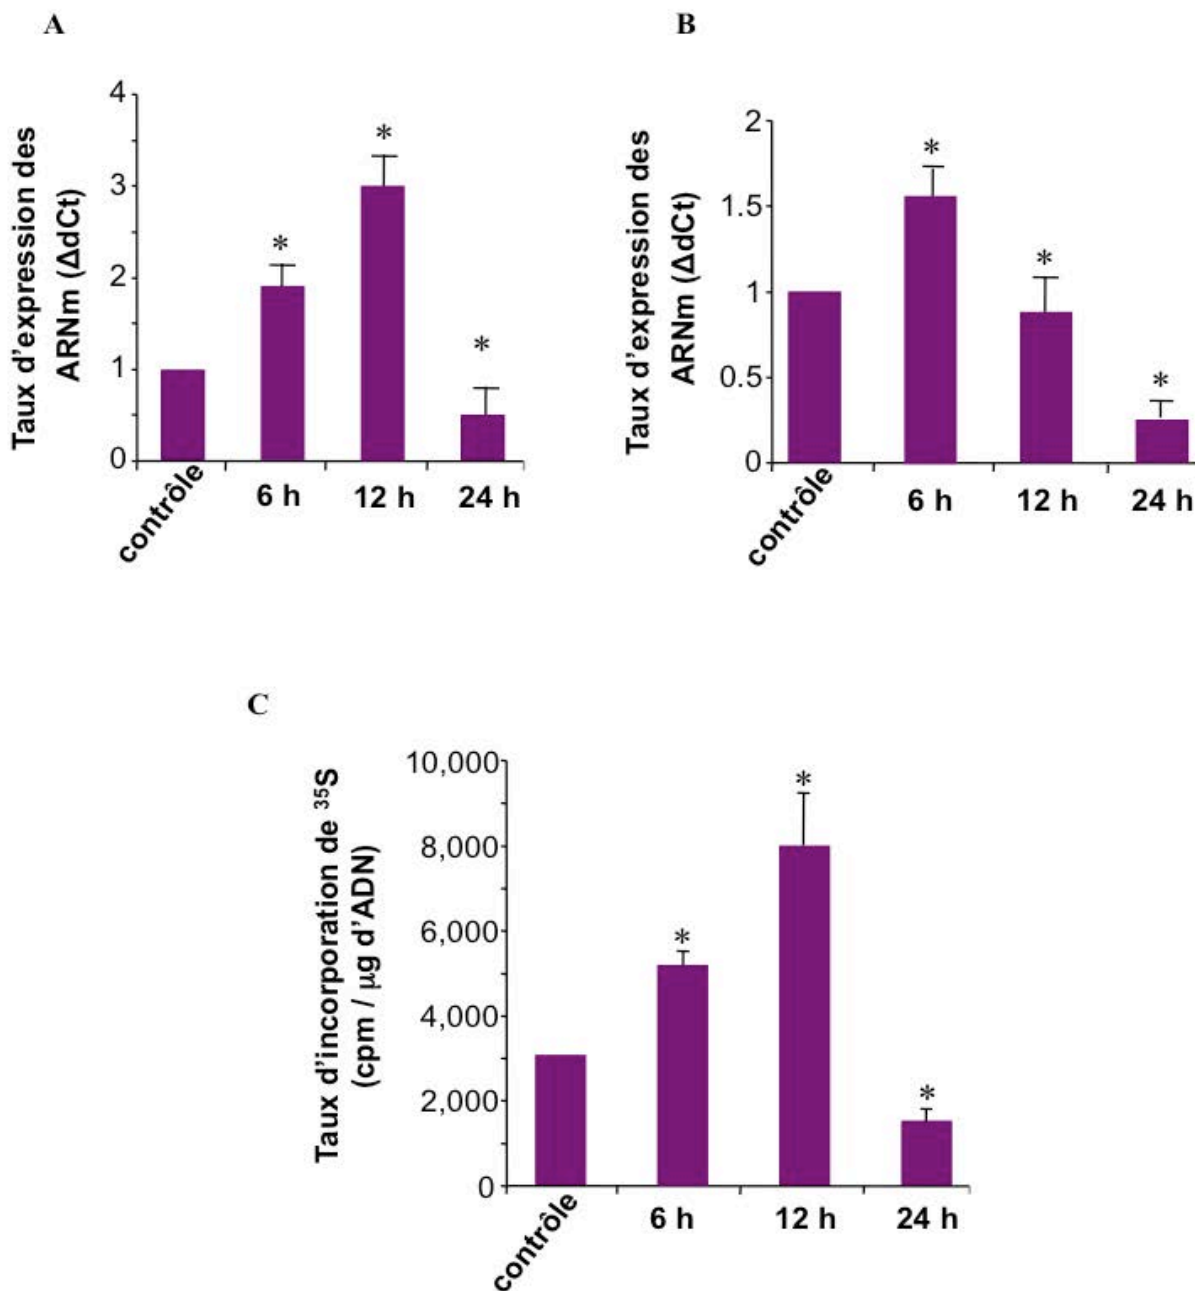 A
Taux d'expression des
ARNm (ΔdCt)
4
3
2
1
0
*
*
*
contrôle
6 h
12 h
24 h
B
Taux d'expression des
ARNm (ΔdCt)
2
1.5
1
0.5
0
*
*
*
contrôle
6 h
12 h
24 h
C
Taux d'incorporation de ³⁵S
(cpm / µg d'ADN)
10,000
8,000
6,000
4,000
2,000
0
*
*
*
contrôle
6 h
12 h
24 h